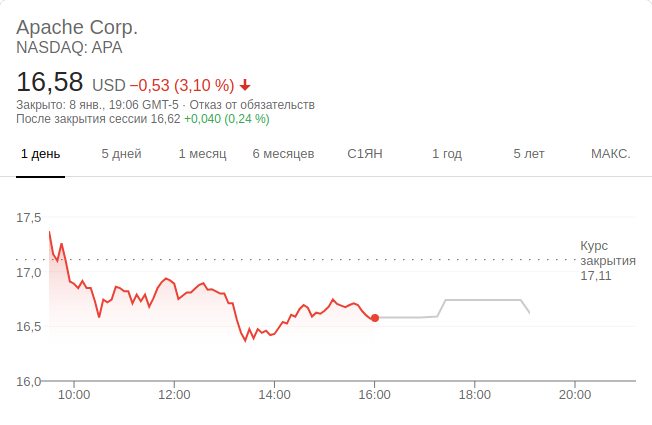 Apache Corp.
NASDAQ: APA
16,58 USD −0,53 (3,10 %)
Закрыто: 8 янв., 19:06 GMT-5 · Отказ от обязательств
После закрытия сессии 16,62 +0,040 (0,24 %)
1 день 5 дней 1 месяц 6 месяцев С1ЯН 1 год 5 лет МАКС.
17,5
Курс
закрытия
17,11
17,0
16,5
16,0
10:00 12:00 14:00 16:00 18:00 20:00